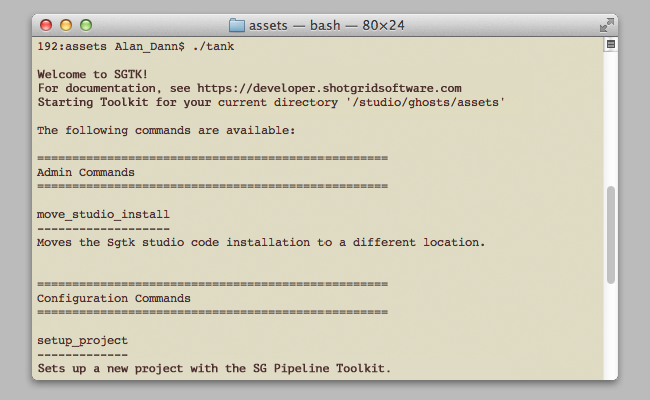 assets — bash — 80×24
192:assets Alan_Dann$ ./tank
Welcome to SGTK!
For documentation, see https://developer.shotgridsoftware.com
Starting Toolkit for your current directory '/studio/ghosts/assets'
The following commands are available:
==================================================
Admin Commands
==================================================
move_studio_install
-------------------
Moves the Sgtk studio code installation to a different location.
==================================================
Configuration Commands
==================================================
setup_project
-------------
Sets up a new project with the SG Pipeline Toolkit.